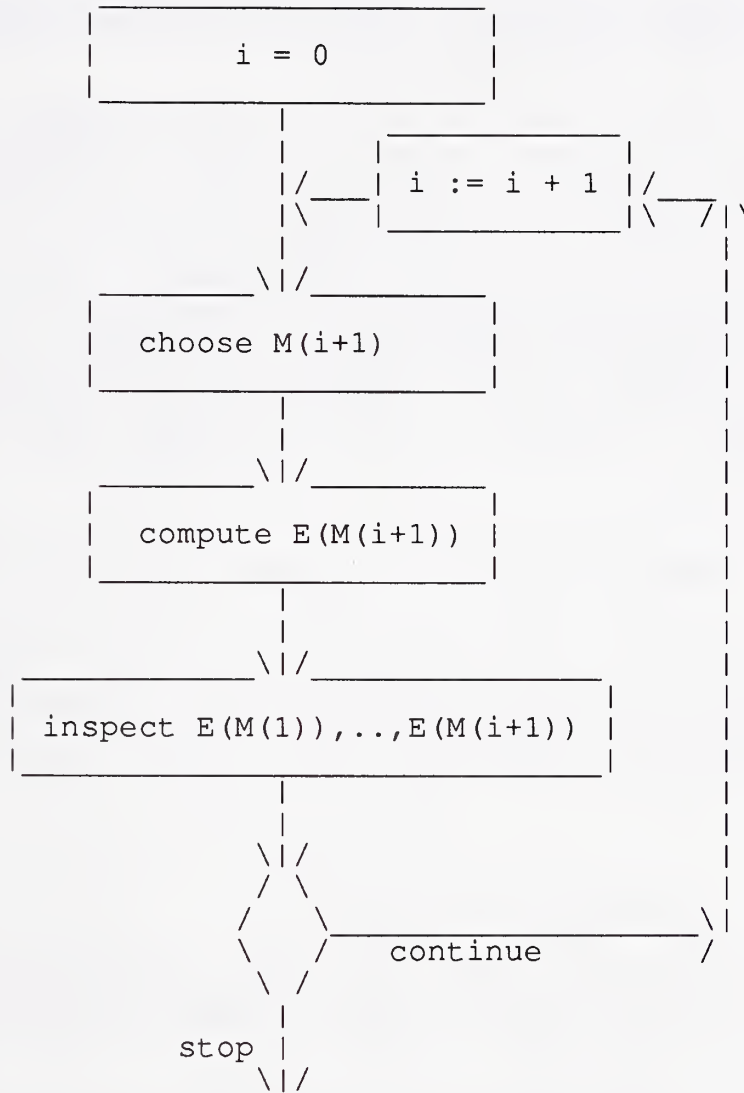 i = 0
i := i + 1
choose M(i+1)
compute E(M(i+1))
inspect E(M(1)),..,E(M(i+1))
continue
stop